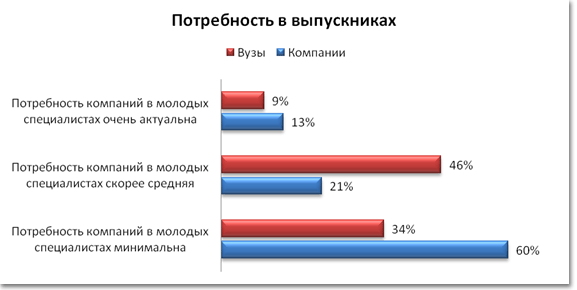 Потребность в выпускниках
Вузы Компании
Потребность компаний в молодых
специалистах очень актуальна
9%
13%
Потребность компаний в молодых
специалистах скорее средняя
46%
21%
Потребность компаний в молодых
специалистах минимальна
34%
60%